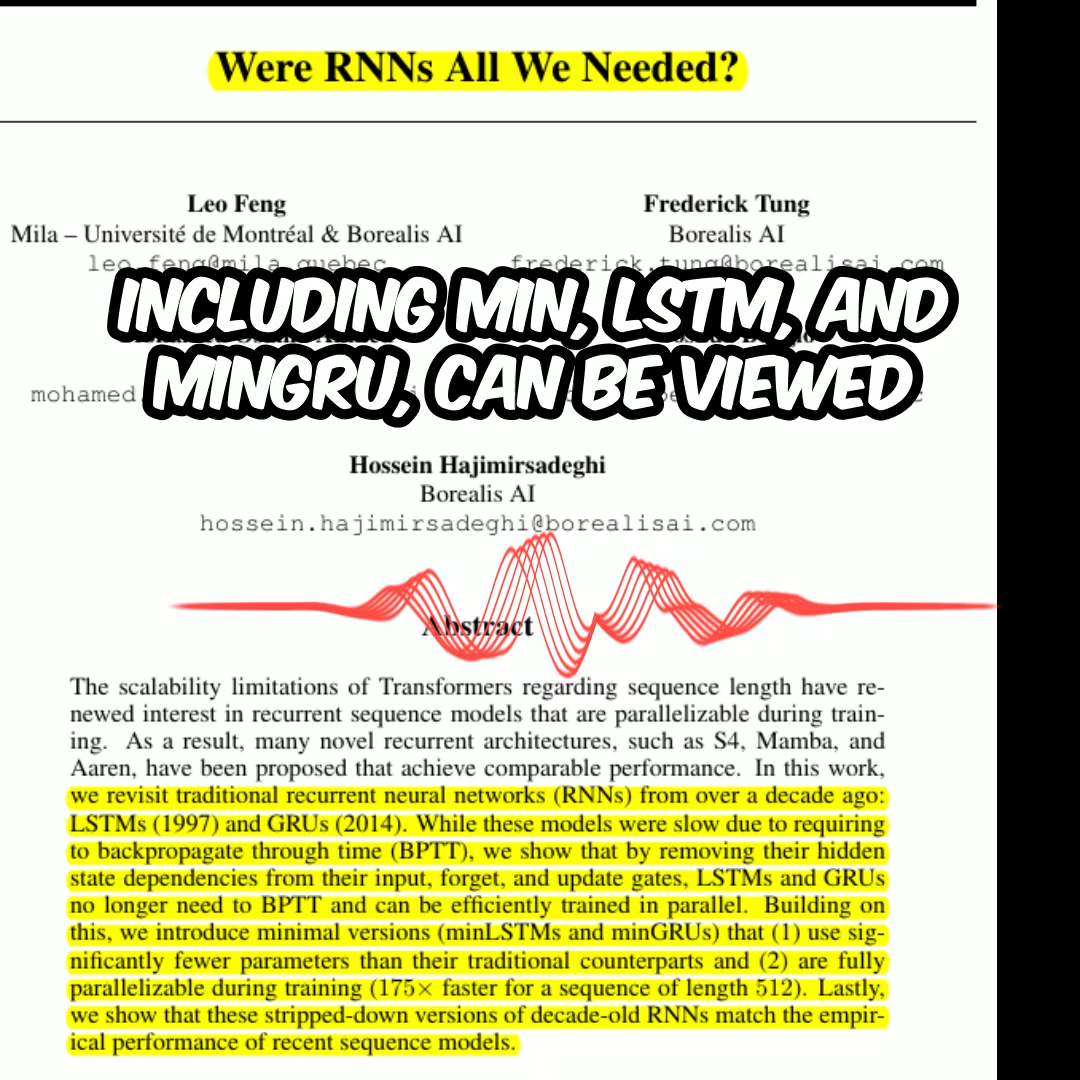 Were RNNs All We Needed?
Leo Feng
Frederick Tung
Mila – Université de Montréal & Borealis AI
Borealis AI
leo.feng@mila.quebec
frederick.tung@borealisai.com
INCLUDING MIN, LSTM, AND
MINGRU, CAN BE VIEWED
mohamed.
Hossein Hajimirsadeghi
Borealis AI
hossein.hajimirsadeghi@borealisai.com
Abstract
The scalability limitations of Transformers regarding sequence length have re-
newed interest in recurrent sequence models that are parallelizable during train-
ing. As a result, many novel recurrent architectures, such as S4, Mamba, and
Aaren, have been proposed that achieve comparable performance. In this work,
we revisit traditional recurrent neural networks (RNNs) from over a decade ago:
LSTMs (1997) and GRUs (2014). While these models were slow due to requiring
to backpropagate through time (BPTT), we show that by removing their hidden
state dependencies from their input, forget, and update gates, LSTMs and GRUs
no longer need to BPTT and can be efficiently trained in parallel. Building on
this, we introduce minimal versions (minLSTMs and minGRUs) that (1) use sig-
nificantly fewer parameters than their traditional counterparts and (2) are fully
parallelizable during training (175× faster for a sequence of length 512). Lastly,
we show that these stripped-down versions of decade-old RNNs match the empir-
ical performance of recent sequence models.